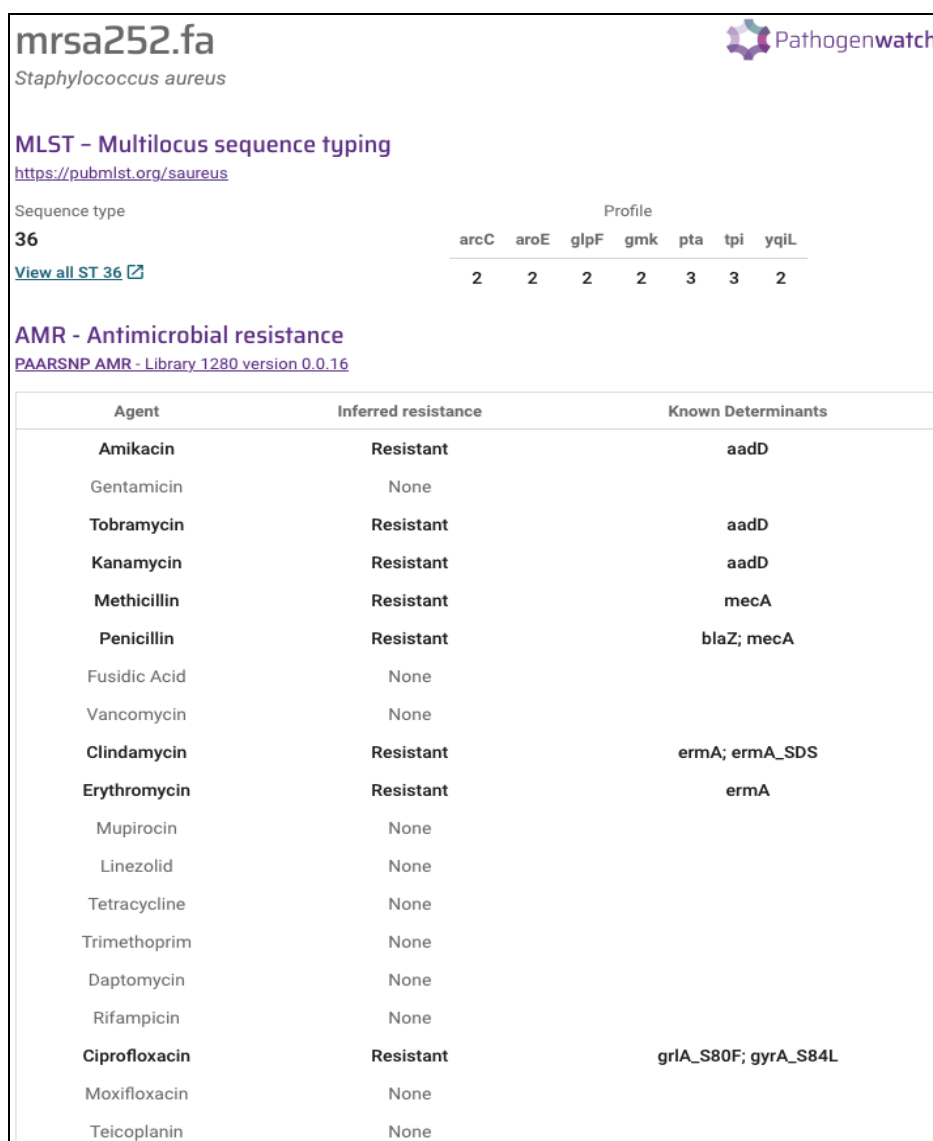 mrsa252.fa
Pathogenwatch
Staphylococcus aureus
MLST – Multilocus sequence typing
https://pubmlst.org/saureus
Sequence type Profile
36 arcC aroE glpF gmk pta tpi yqiL
View all ST 36 2 2 2 2 3 3 2
AMR - Antimicrobial resistance
PAARSNP AMR - Library 1280 version 0.0.16
Agent Inferred resistance Known Determinants
Amikacin Resistant aadD
Gentamicin None
Tobramycin Resistant aadD
Kanamycin Resistant aadD
Methicillin Resistant mecA
Penicillin Resistant blaZ; mecA
Fusidic Acid None
Vancomycin None
Clindamycin Resistant ermA; ermA_SDS
Erythromycin Resistant ermA
Mupirocin None
Linezolid None
Tetracycline None
Trimethoprim None
Daptomycin None
Rifampicin None
Ciprofloxacin Resistant grlA_S80F; gyrA_S84L
Moxifloxacin None
Teicoplanin None